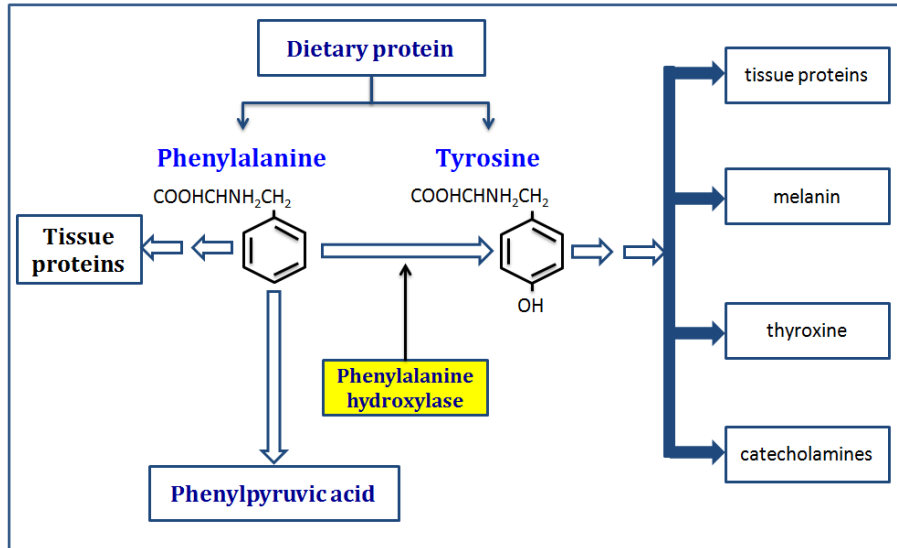 Dietary protein
Phenylalanine
Tyrosine
COOHCHNH₂CH₂
COOHCHNH₂CH₂
Tissue
proteins
OH
Phenylalanine
hydroxylase
Phenylpyruvic acid
tissue proteins
melanin
thyroxine
catecholamines